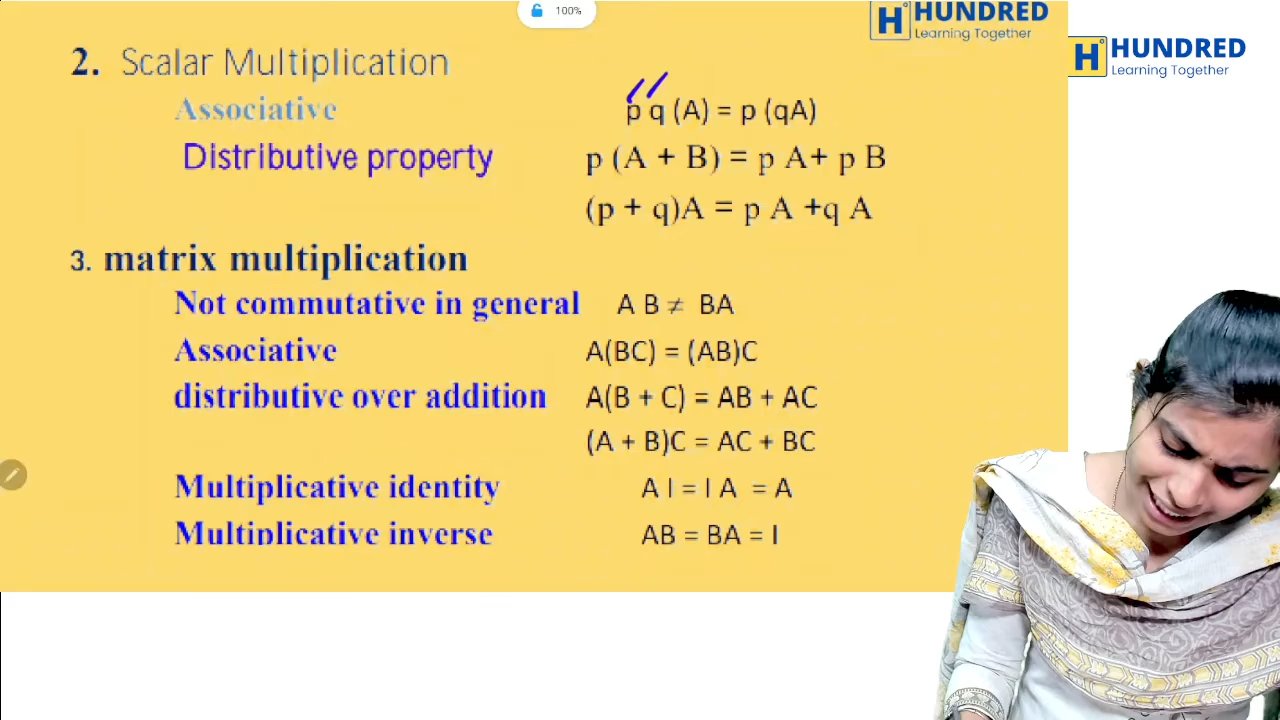 100%
H HUNDRED
Learning Together
H HUNDRED
Learning Together
2. Scalar Multiplication
Associative p q (A) = p (qA)
Distributive property p (A + B) = p A+ p B
(p + q)A = p A +q A
3. matrix multiplication
Not commutative in general A B ≠ BA
Associative A(BC) = (AB)C
distributive over addition A(B + C) = AB + AC
(A + B)C = AC + BC
Multiplicative identity A I = I A = A
Multiplicative inverse AB = BA = I